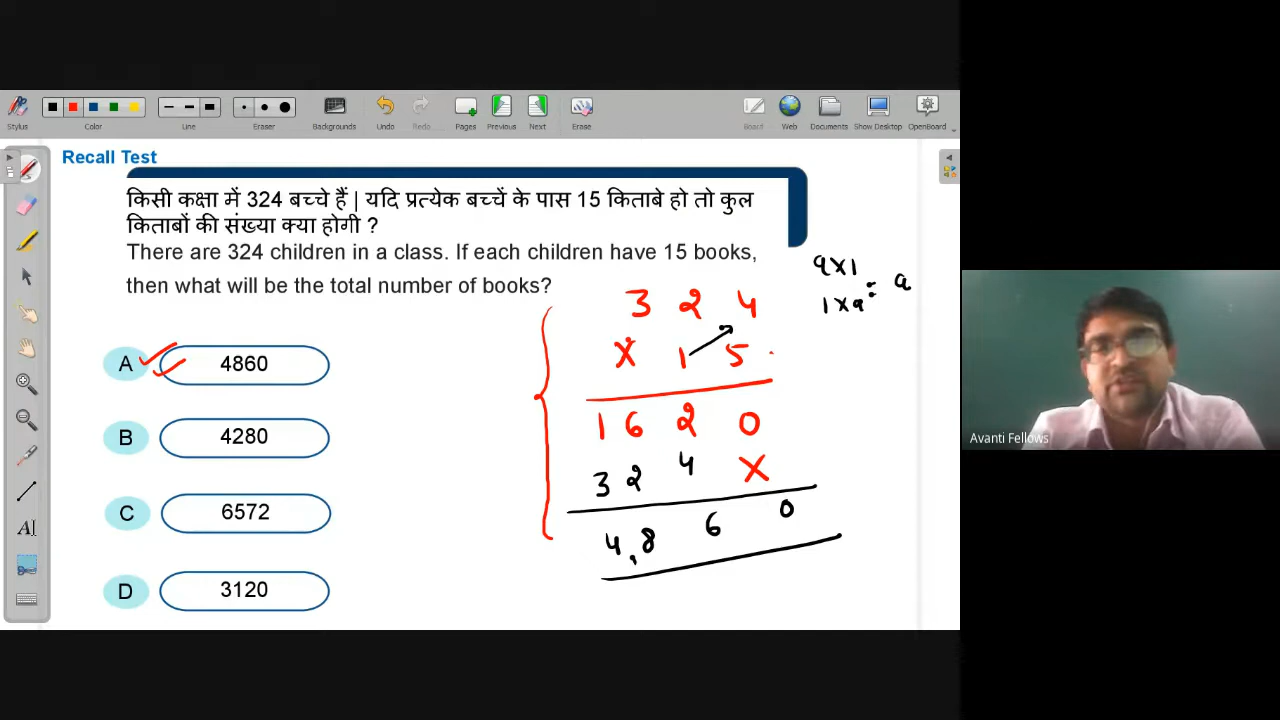 Stylus Color Line Eraser Backgrounds Undo Redo Pages Previous Next Erase Board Web Documents Show Desktop OpenBoard
Recall Test
किसी कक्षा में 324 बच्चे हैं | यदि प्रत्येक बच्चें के पास 15 किताबे हो तो कुल
किताबों की संख्या क्या होगी ?
There are 324 children in a class. If each children have 15 books,
then what will be the total number of books?
a×1
1×a = a
3 2 4
× 1 5
1 6 2 0
3 2 4 ×
4,8 6 0
A 4860
B 4280
C 6572
D 3120
Avanti Fellows